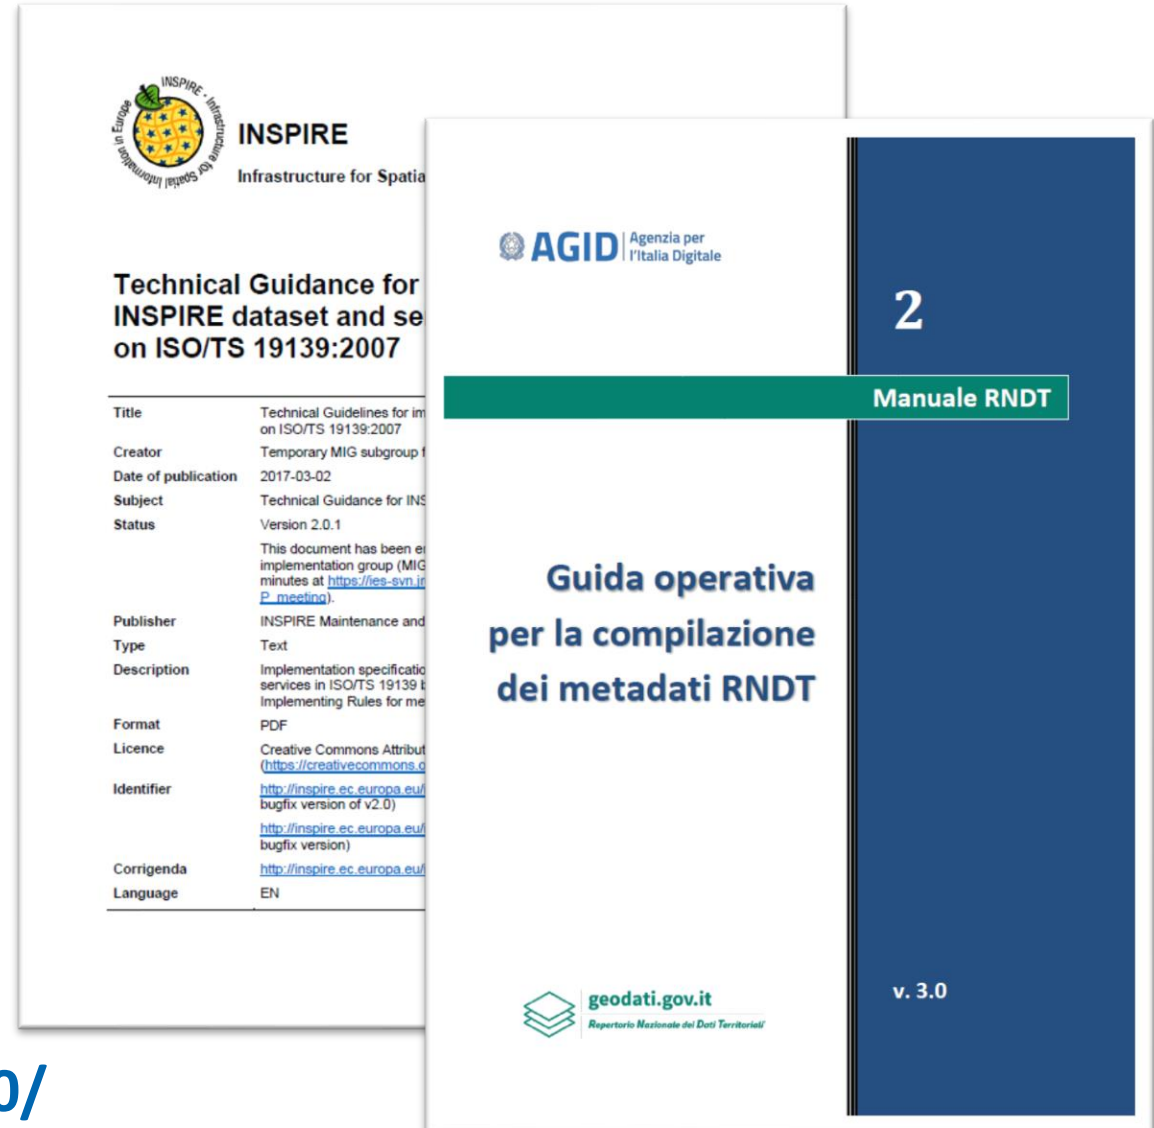 INSPIRE - Infrastructure for Spatial Information in Europe
INSPIRE
Infrastructure for Spatia
Technical Guidance for
INSPIRE dataset and se
on ISO/TS 19139:2007
Title Technical Guidelines for im
on ISO/TS 19139:2007
Creator Temporary MIG subgroup f
Date of publication 2017-03-02
Subject Technical Guidance for INS
Status Version 2.0.1
This document has been e
implementation group (MIG
minutes at https://ies-svn.jr
P_meeting).
Publisher INSPIRE Maintenance and
Type Text
Description Implementation specificatio
services in ISO/TS 19139 b
Implementing Rules for me
Format PDF
Licence Creative Commons Attribut
(https://creativecommons.o
Identifier http://inspire.ec.europa.eu/
bugfix version of v2.0)
http://inspire.ec.europa.eu/
bugfix version)
Corrigenda http://inspire.ec.europa.eu/
Language EN
AGID Agenzia per
l'Italia Digitale
2
Manuale RNDT
Guida operativa
per la compilazione
dei metadati RNDT
geodati.gov.it
Repertorio Nazionale dei Dati Territoriali
v. 3.0
0/